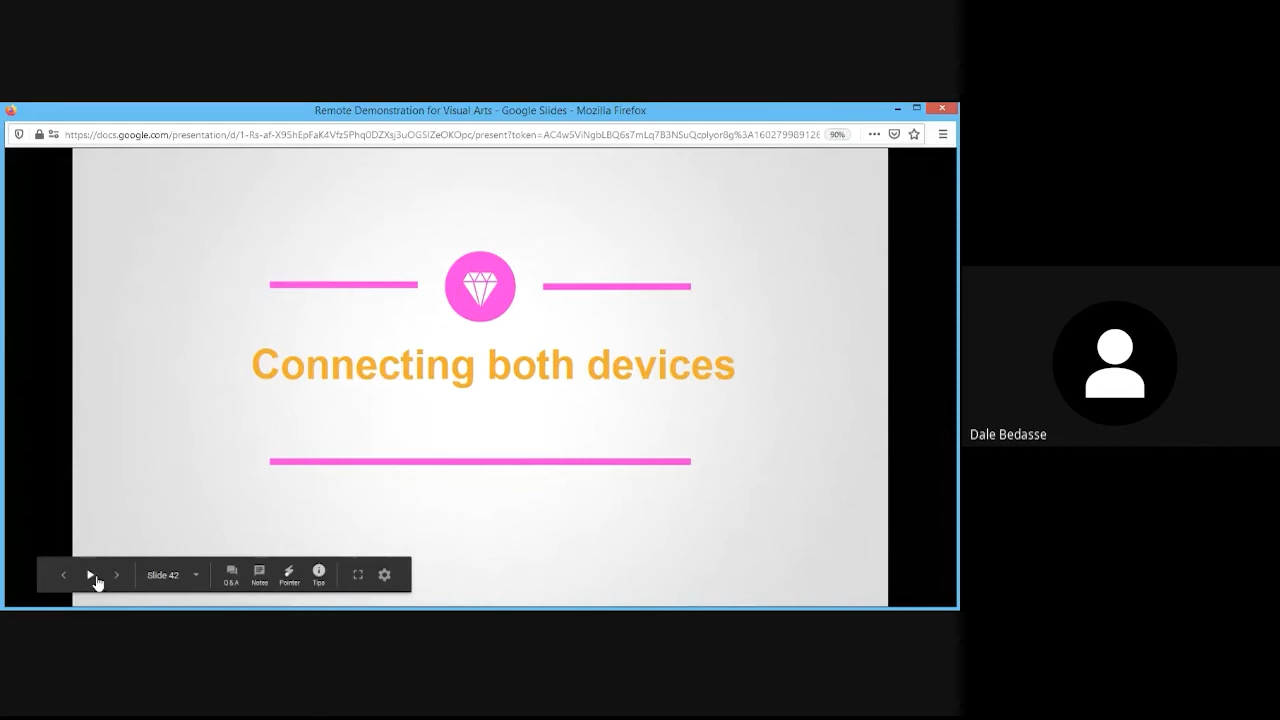 Remote Demonstration for Visual Arts - Google Slides - Mozilla Firefox
90%
Connecting both devices
Slide 42
Q & A
Notes
Pointer
Tips
Dale Bedasse